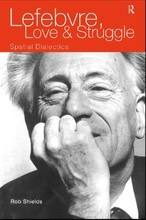 Lefebvre,
Love & Struggle
Spatial Dialectics
Rob Shields